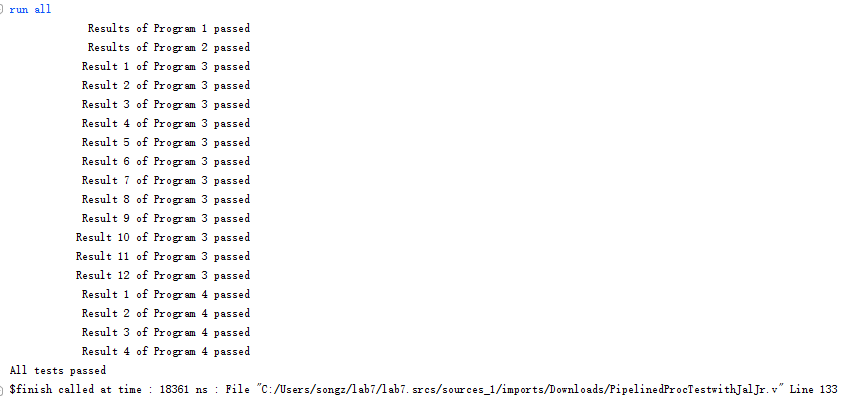 run all
Results of Program 1 passed
Results of Program 2 passed
Result 1 of Program 3 passed
Result 2 of Program 3 passed
Result 3 of Program 3 passed
Result 4 of Program 3 passed
Result 5 of Program 3 passed
Result 6 of Program 3 passed
Result 7 of Program 3 passed
Result 8 of Program 3 passed
Result 9 of Program 3 passed
Result 10 of Program 3 passed
Result 11 of Program 3 passed
Result 12 of Program 3 passed
Result 1 of Program 4 passed
Result 2 of Program 4 passed
Result 3 of Program 4 passed
Result 4 of Program 4 passed
All tests passed
$finish called at time : 18361 ns : File "C:/Users/songz/lab7/lab7.srcs/sources_1/imports/Downloads/PipelinedProcTestwithJalJr.v" Line 133